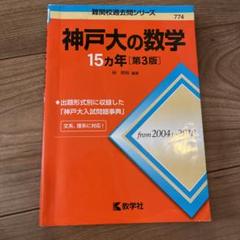 難関校過去問シリーズ
774
神戸大の数学
15カ年[第3版]
編著
●出題形式別に収録した
「神戸大入試問題事典」
文系、理系に対応!
from 2004 to 2018
教学社